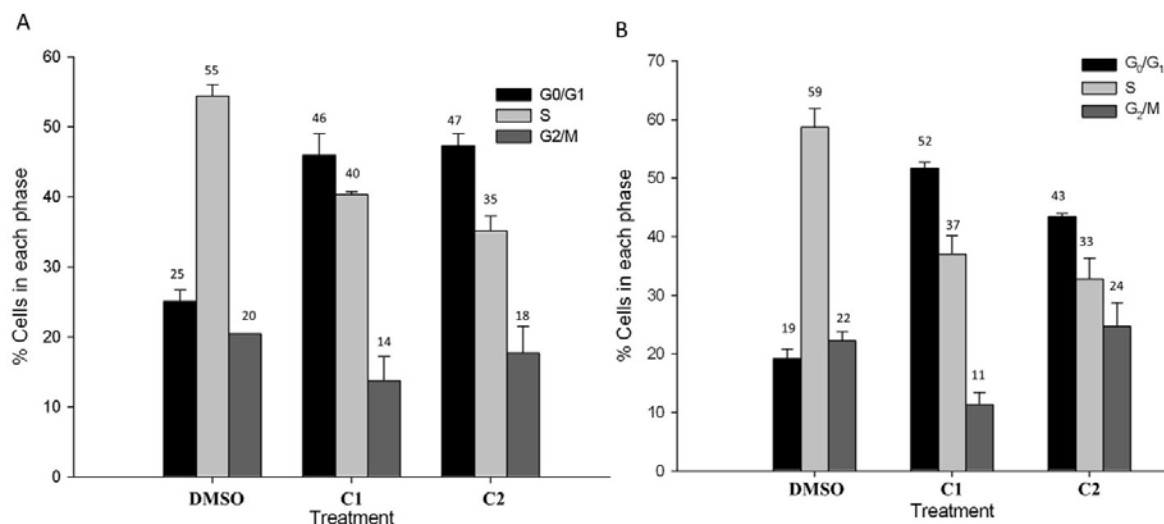 A
% Cells in each phase
60
50
40
30
20
10
0
G0/G1
S
G2/M
25
55
20
46
40
14
47
35
18
DMSO
C1
C2
Treatment
B
% Cells in each phase
70
60
50
40
30
20
10
0
G₀/G₁
S
G₂/M
19
59
22
52
37
11
43
33
24
DMSO
C1
C2
Treatment